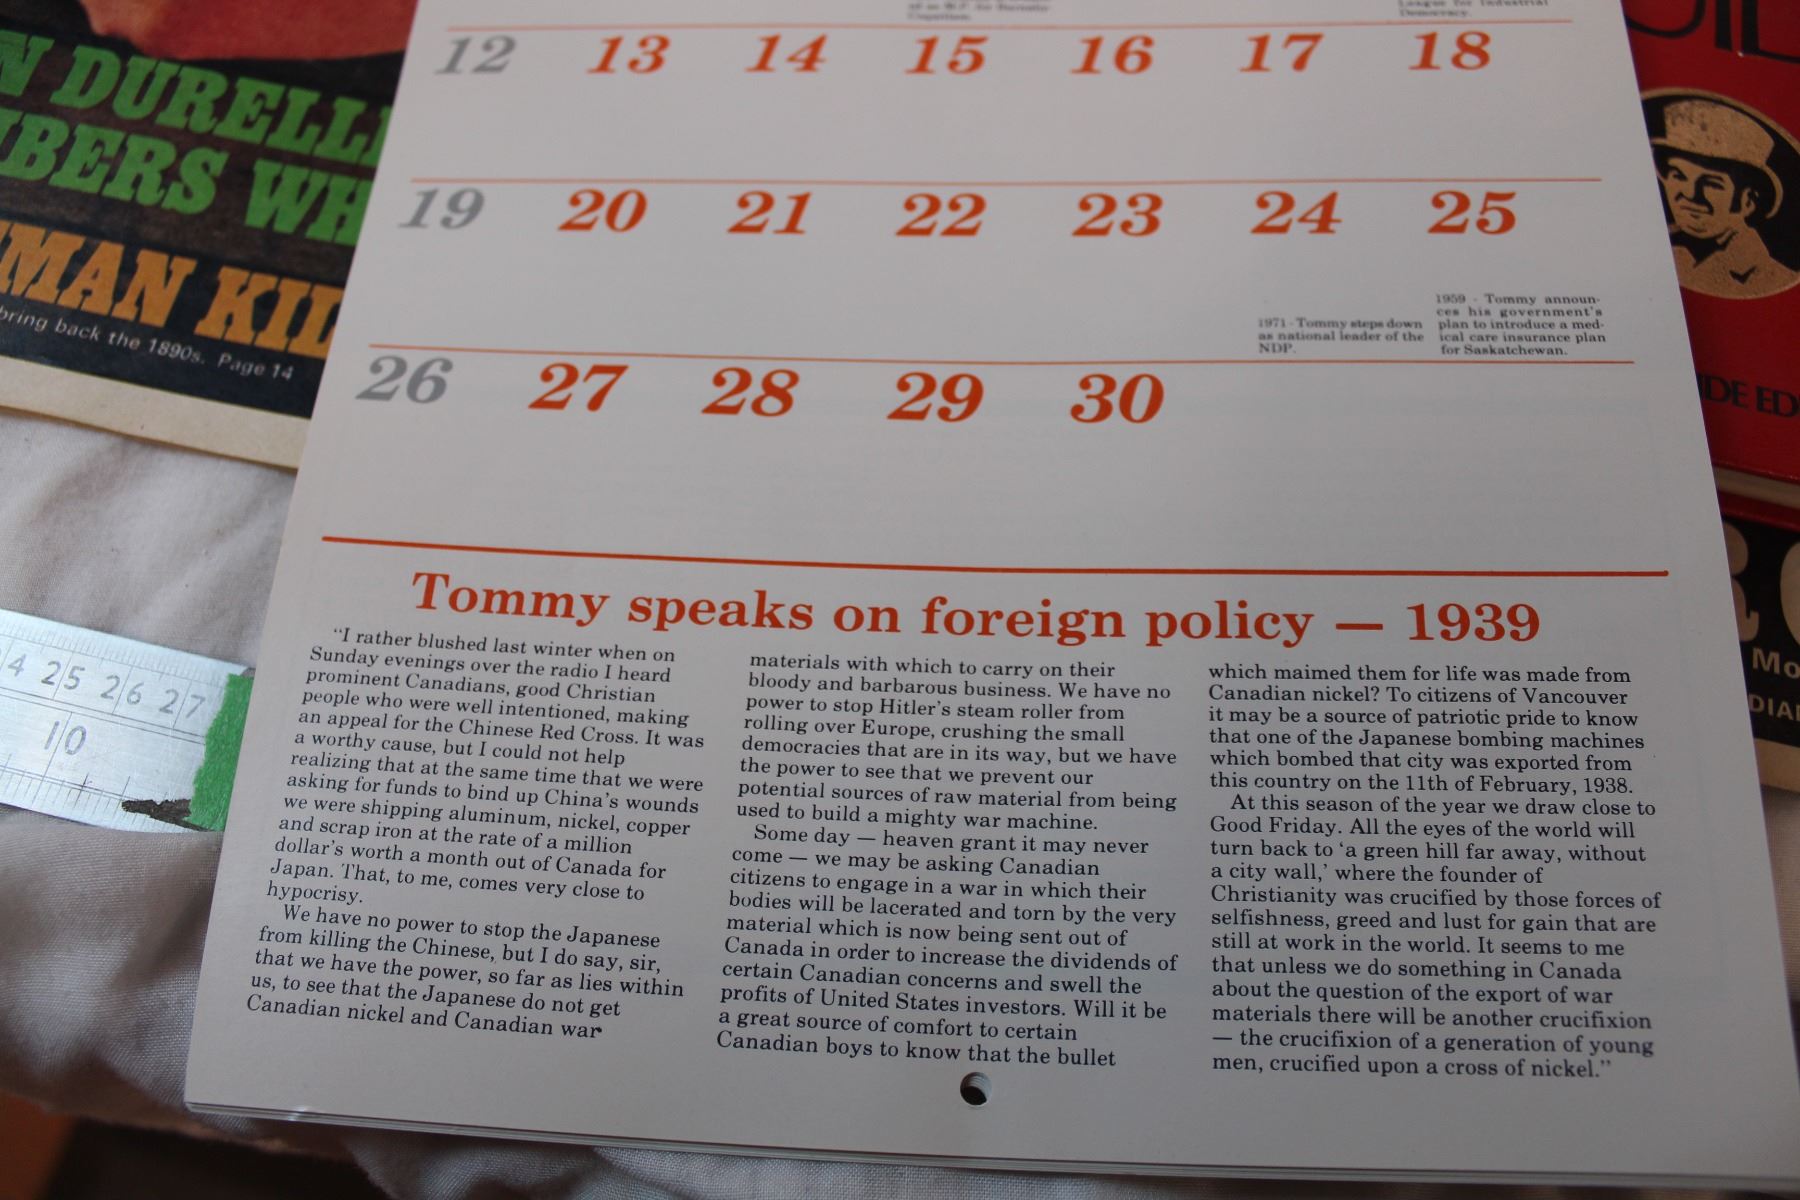 N DURELL
BERS WH
MAN KIL
bring back the 1890s. Page 14
League for Industrial
Democracy.
12 13 14 15 16 17 18
19 20 21 22 23 24 25
1971 - Tommy steps down
as national leader of the
NDP.
1959 - Tommy announ-
ces his government's
plan to introduce a med-
ical care insurance plan
for Saskatchewan.
26 27 28 29 30
Tommy speaks on foreign policy — 1939
"I rather blushed last winter when on
Sunday evenings over the radio I heard
prominent Canadians, good Christian
people who were well intentioned, making
an appeal for the Chinese Red Cross. It was
a worthy cause, but I could not help
realizing that at the same time that we were
asking for funds to bind up China's wounds
we were shipping aluminum, nickel, copper
and scrap iron at the rate of a million
dollar's worth a month out of Canada for
Japan. That, to me, comes very close to
hypocrisy.
We have no power to stop the Japanese
from killing the Chinese, but I do say, sir,
that we have the power, so far as lies within
us, to see that the Japanese do not get
Canadian nickel and Canadian war
materials with which to carry on their
bloody and barbarous business. We have no
power to stop Hitler's steam roller from
rolling over Europe, crushing the small
democracies that are in its way, but we have
the power to see that we prevent our
potential sources of raw material from being
used to build a mighty war machine.
Some day — heaven grant it may never
come — we may be asking Canadian
citizens to engage in a war in which their
bodies will be lacerated and torn by the very
material which is now being sent out of
Canada in order to increase the dividends of
certain Canadian concerns and swell the
profits of United States investors. Will it be
a great source of comfort to certain
Canadian boys to know that the bullet
which maimed them for life was made from
Canadian nickel? To citizens of Vancouver
it may be a source of patriotic pride to know
that one of the Japanese bombing machines
which bombed that city was exported from
this country on the 11th of February, 1938.
At this season of the year we draw close to
Good Friday. All the eyes of the world will
turn back to 'a green hill far away, without
a city wall,' where the founder of
Christianity was crucified by those forces of
selfishness, greed and lust for gain that are
still at work in the world. It seems to me
that unless we do something in Canada
about the question of the export of war
materials there will be another crucifixion
— the crucifixion of a generation of young
men, crucified upon a cross of nickel."
4 25 26 27
10
IDE ED
Mo
DIA